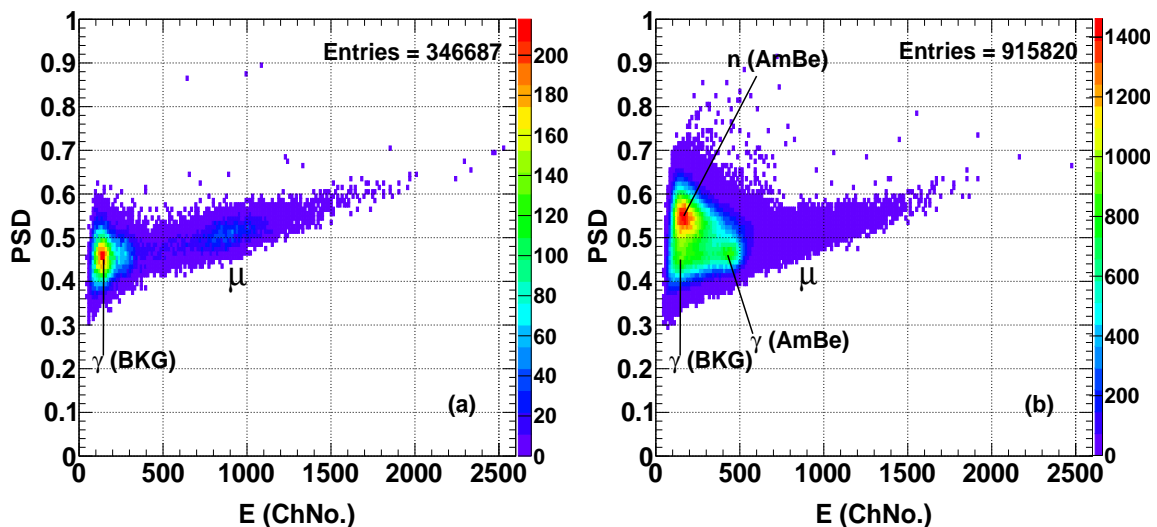 Entries = 346687
PSD
1
0.9
0.8
0.7
0.6
0.5
0.4
0.3
0.2
0.1
0
μ
γ (BKG)
(a)
0 500 1000 1500 2000 2500
E (ChNo.)
200
180
160
140
120
100
80
60
40
20
0
Entries = 915820
n (AmBe)
PSD
1
0.9
0.8
0.7
0.6
0.5
0.4
0.3
0.2
0.1
0
μ
γ (AmBe)
γ (BKG)
(b)
0 500 1000 1500 2000 2500
E (ChNo.)
1400
1200
1000
800
600
400
200
0